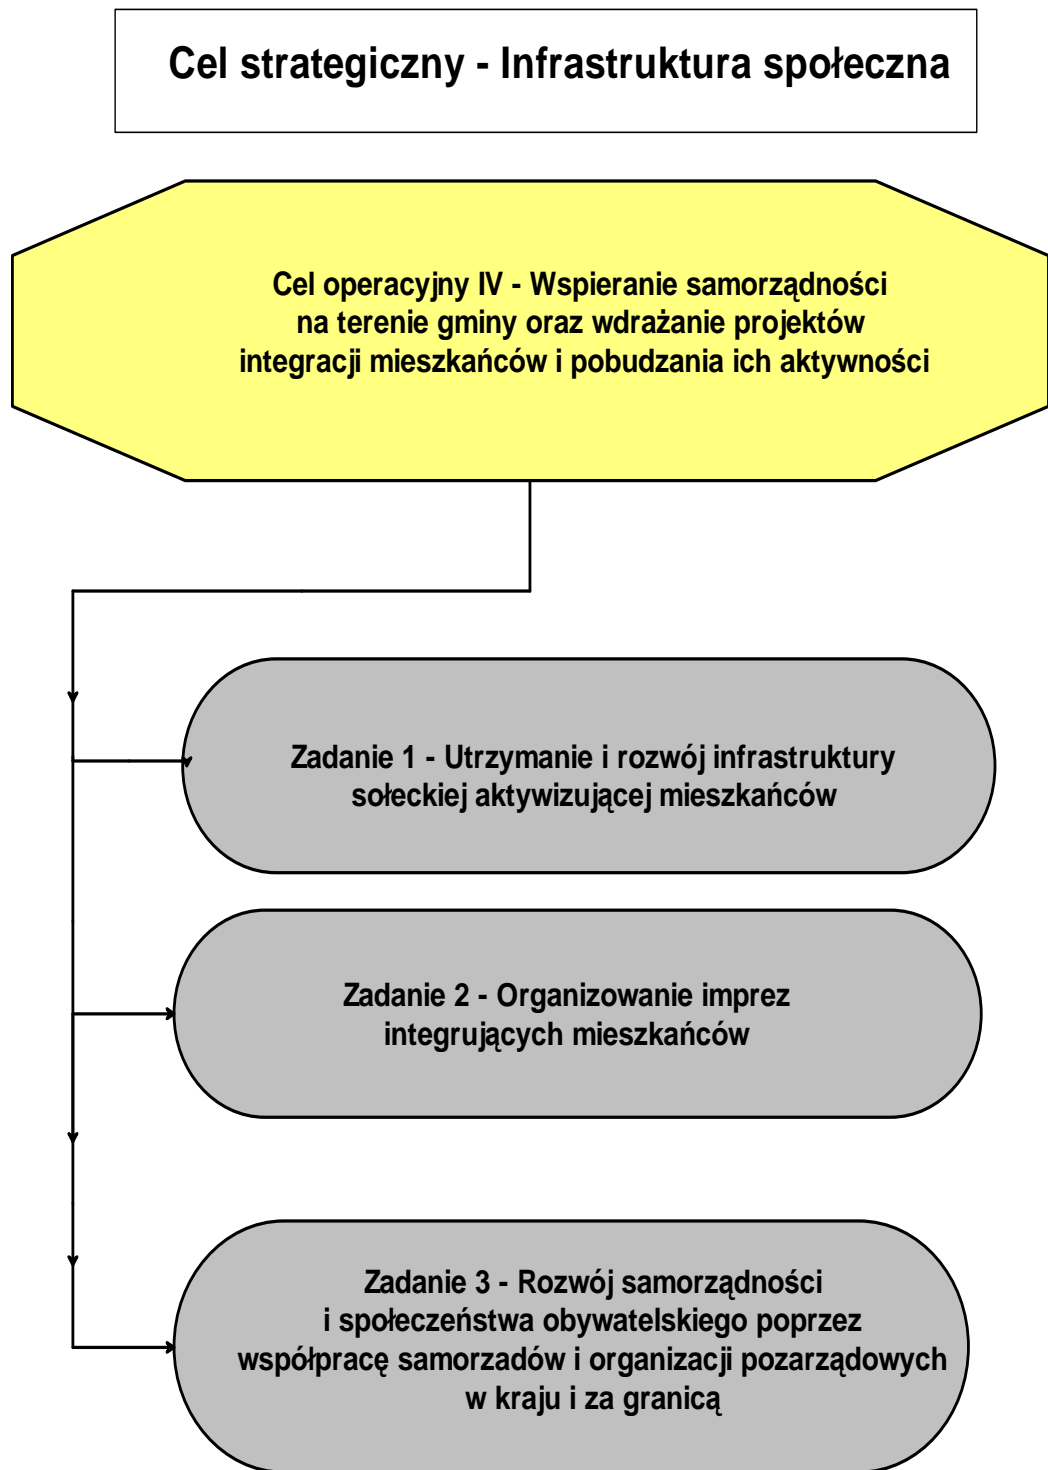 Cel strategiczny - Infrastruktura społeczna
Cel operacyjny IV - Wspieranie samorządności
na terenie gminy oraz wdrażanie projektów
integracji mieszkańców i pobudzania ich aktywności
Zadanie 1 - Utrzymanie i rozwój infrastruktury
sołeckiej aktywizującej mieszkańców
Zadanie 2 - Organizowanie imprez
integrujących mieszkańców
Zadanie 3 - Rozwój samorządności
i społeczeństwa obywatelskiego poprzez
współpracę samorzadów i organizacji pozarządowych
w kraju i za granicą